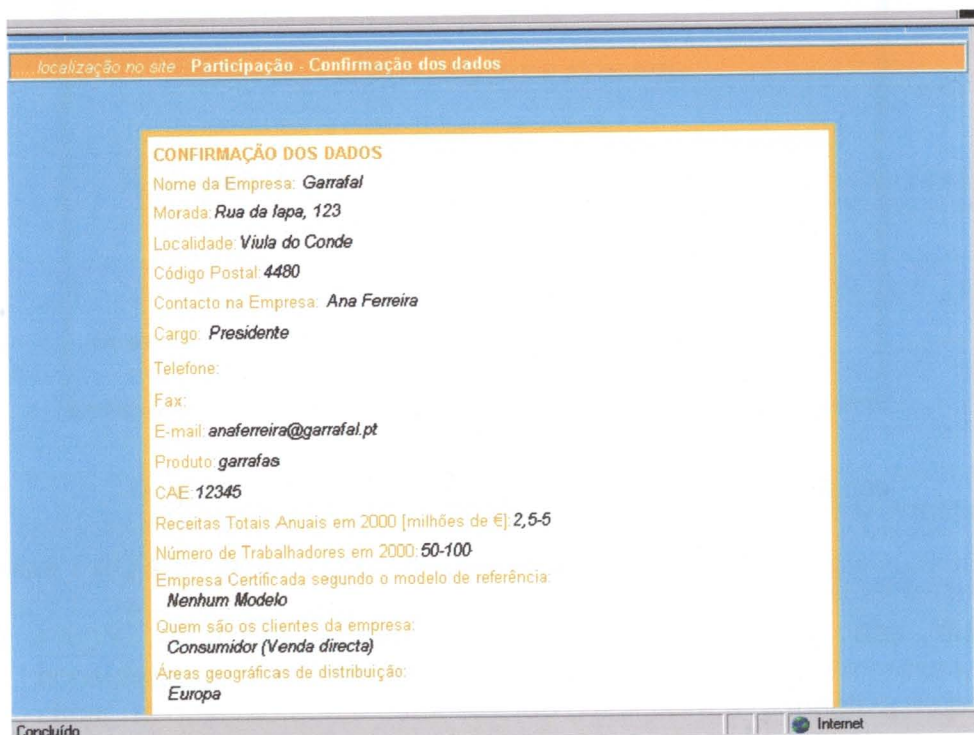 ....localização no site : Participação - Confirmação dos dados
CONFIRMAÇÃO DOS DADOS
Nome da Empresa: Garrafal
Morada: Rua da lapa, 123
Localidade: Viula do Conde
Código Postal: 4480
Contacto na Empresa: Ana Ferreira
Cargo: Presidente
Telefone:
Fax:
E-mail: anaferreira@garrafal.pt
Produto: garrafas
CAE: 12345
Receitas Totais Anuais em 2000 [milhões de €]: 2,5-5
Número de Trabalhadores em 2000: 50-100
Empresa Certificada segundo o modelo de referência:
Nenhum Modelo
Quem são os clientes da empresa:
Consumidor (Venda directa)
Áreas geográficas de distribuição:
Europa
Concluído
Internet